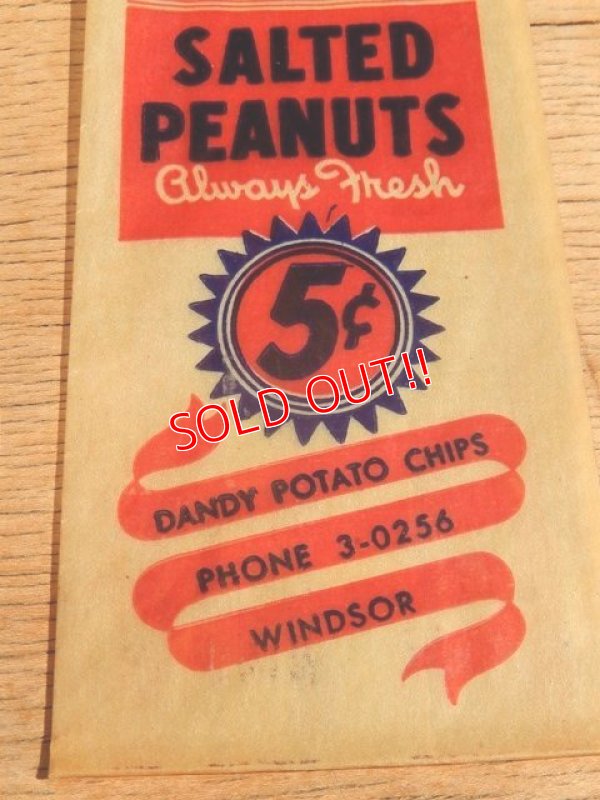 SALTED
PEANUTS
Always Fresh
5¢
SOLD OUT!!
DANDY POTATO CHIPS
PHONE 3-0256
WINDSOR